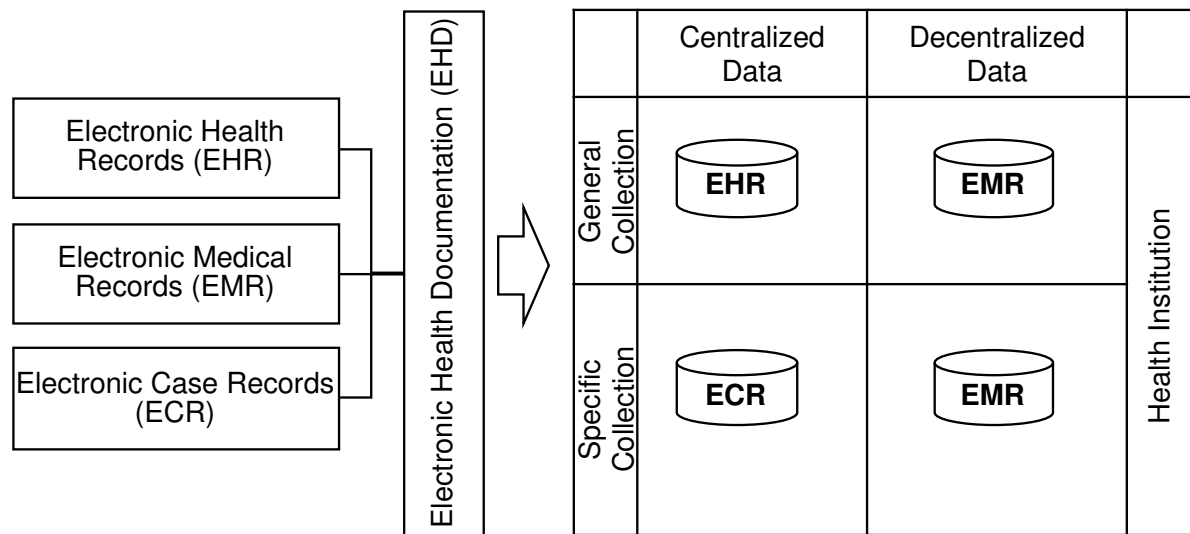 Electronic Health
Records (EHR)
Electronic Medical
Records (EMR)
Electronic Case Records
(ECR)
Electronic Health Documentation (EHD)
Centralized
Data
Decentralized
Data
General
Collection
EHR
EMR
Specific
Collection
ECR
EMR
Health Institution